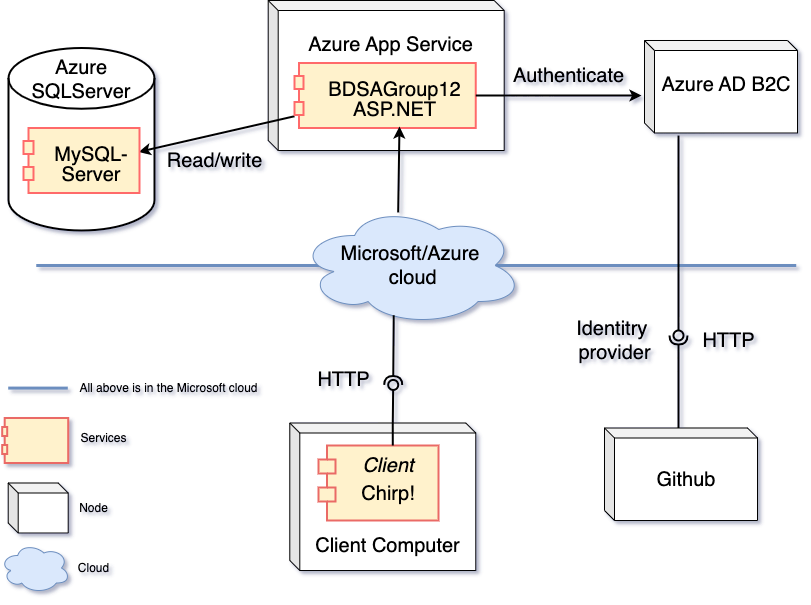 Azure App Service
BDSAGroup12
ASP.NET
Authenticate
Azure AD B2C
Azure
SQLServer
MySQL-
Server
Read/write
Microsoft/Azure
cloud
Identitry
provider
HTTP
HTTP
All above is in the Microsoft cloud
Services
Node
Cloud
Client
Chirp!
Client Computer
Github